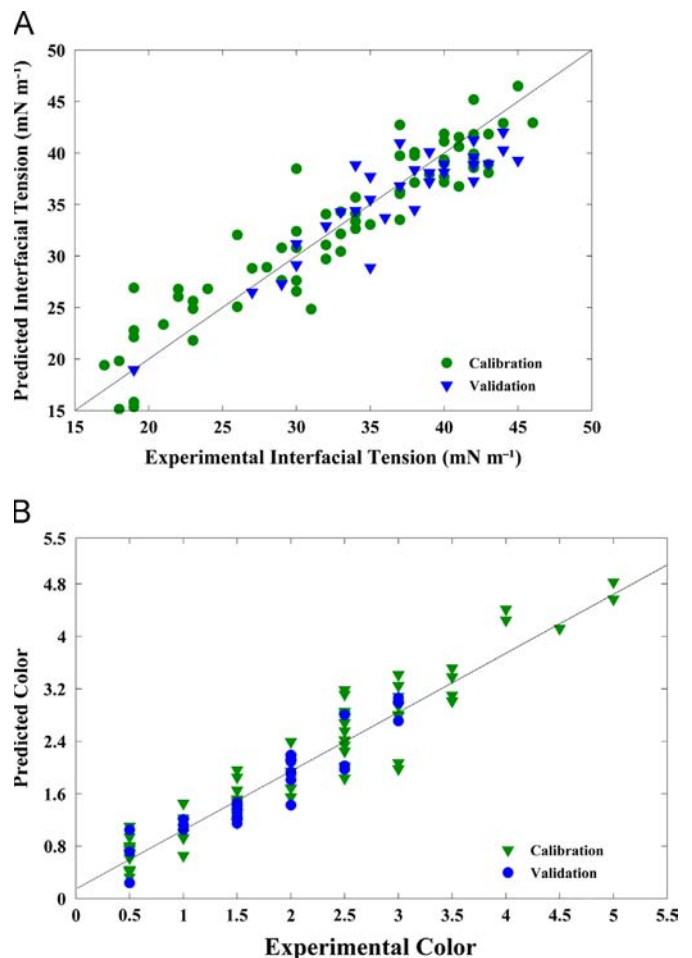 A
50
45
40
35
30
25
20
15
15 20 25 30 35 40 45 50
Predicted Interfacial Tension (mN m⁻¹)
Calibration
Validation
Experimental Interfacial Tension (mN m⁻¹)
B
5.5
4.8
4
3.2
2.4
1.6
0.8
0
0 0.5 1 1.5 2 2.5 3 3.5 4 4.5 5 5.5
Predicted Color
Calibration
Validation
Experimental Color